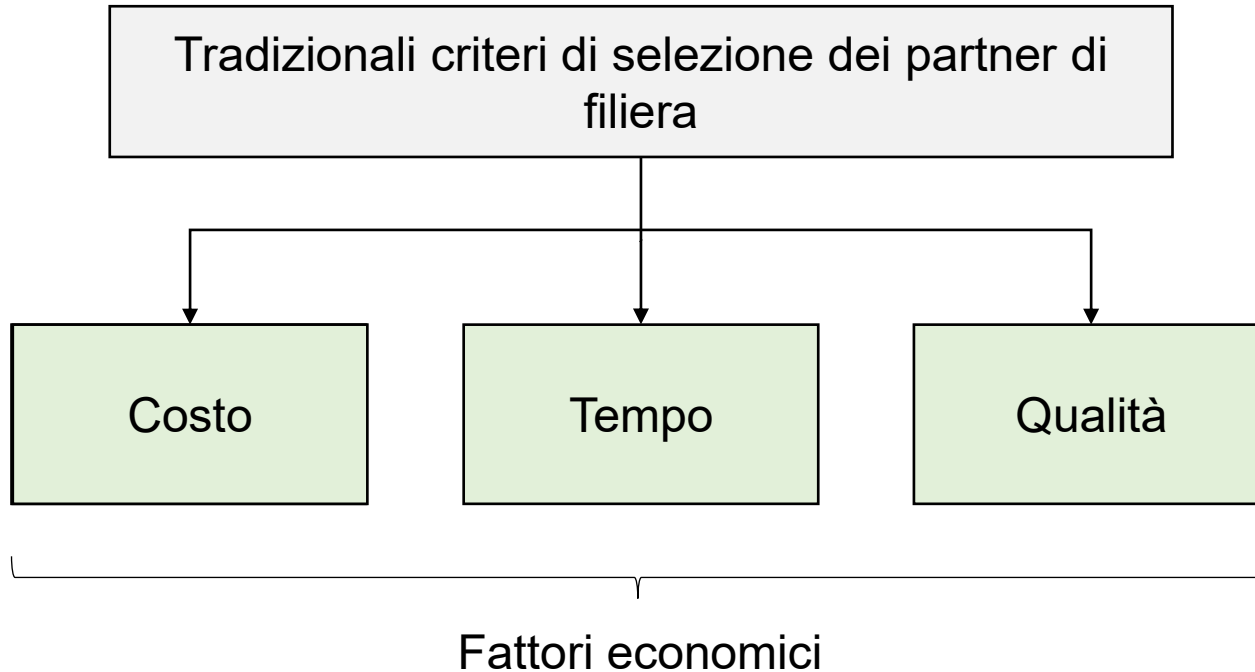 Tradizionali criteri di selezione dei partner di
filiera
Costo
Tempo
Qualità
Fattori economici